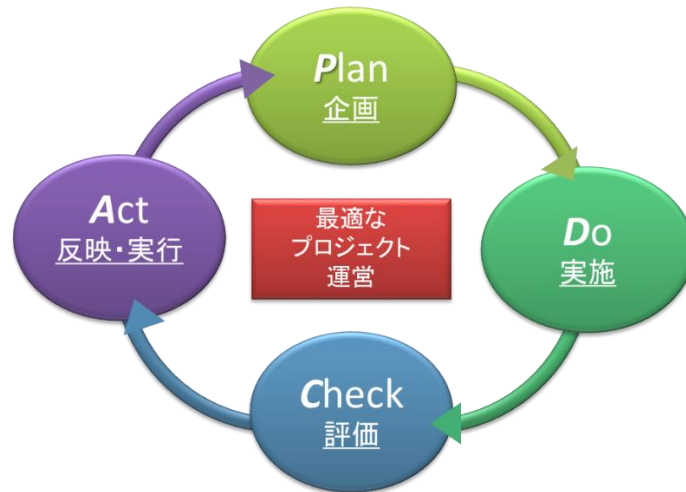 Plan
企画
Act
反映・実行
最適な
プロジェクト
運営
Do
実施
Check
評価